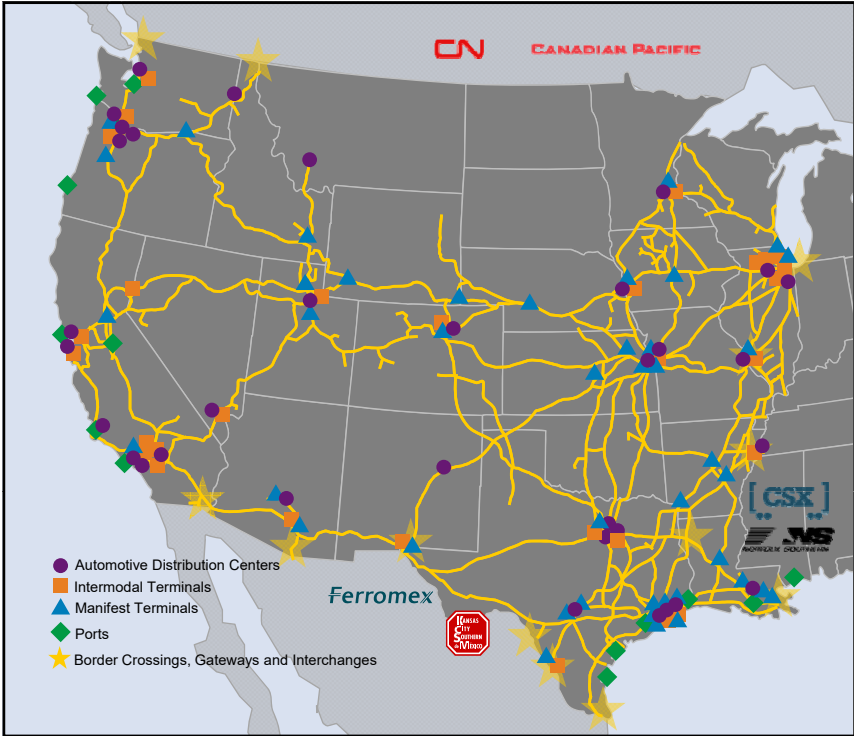 CN
CANADIAN PACIFIC
[ CSX ]
NS
Automotive Distribution Centers
Intermodal Terminals
Manifest Terminals
Ports
Border Crossings, Gateways and Interchanges
Ferromex
KANSAS
CITY
SOUTHERN
de MEXICO